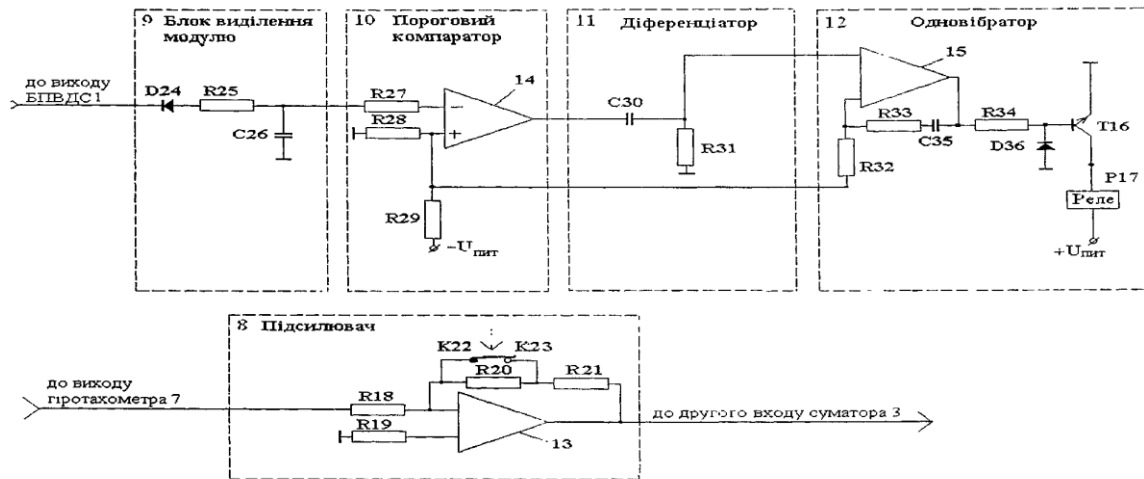 9 Блок виділення
модулю
10 Пороговий
компаратор
11 Діференціатор
12 Одновібратор
до виходу
БПВДС1
D24
R25
C26
R27
R28
R29
−
+
14
−Uпит
C30
R31
15
R33
C35
R32
R34
D36
T16
P17
Реле
+Uпит
8 Підсилювач
K22
K23
R20
R21
до виходу
гіротахометра 7
R18
R19
13
до другого входу суматора 3